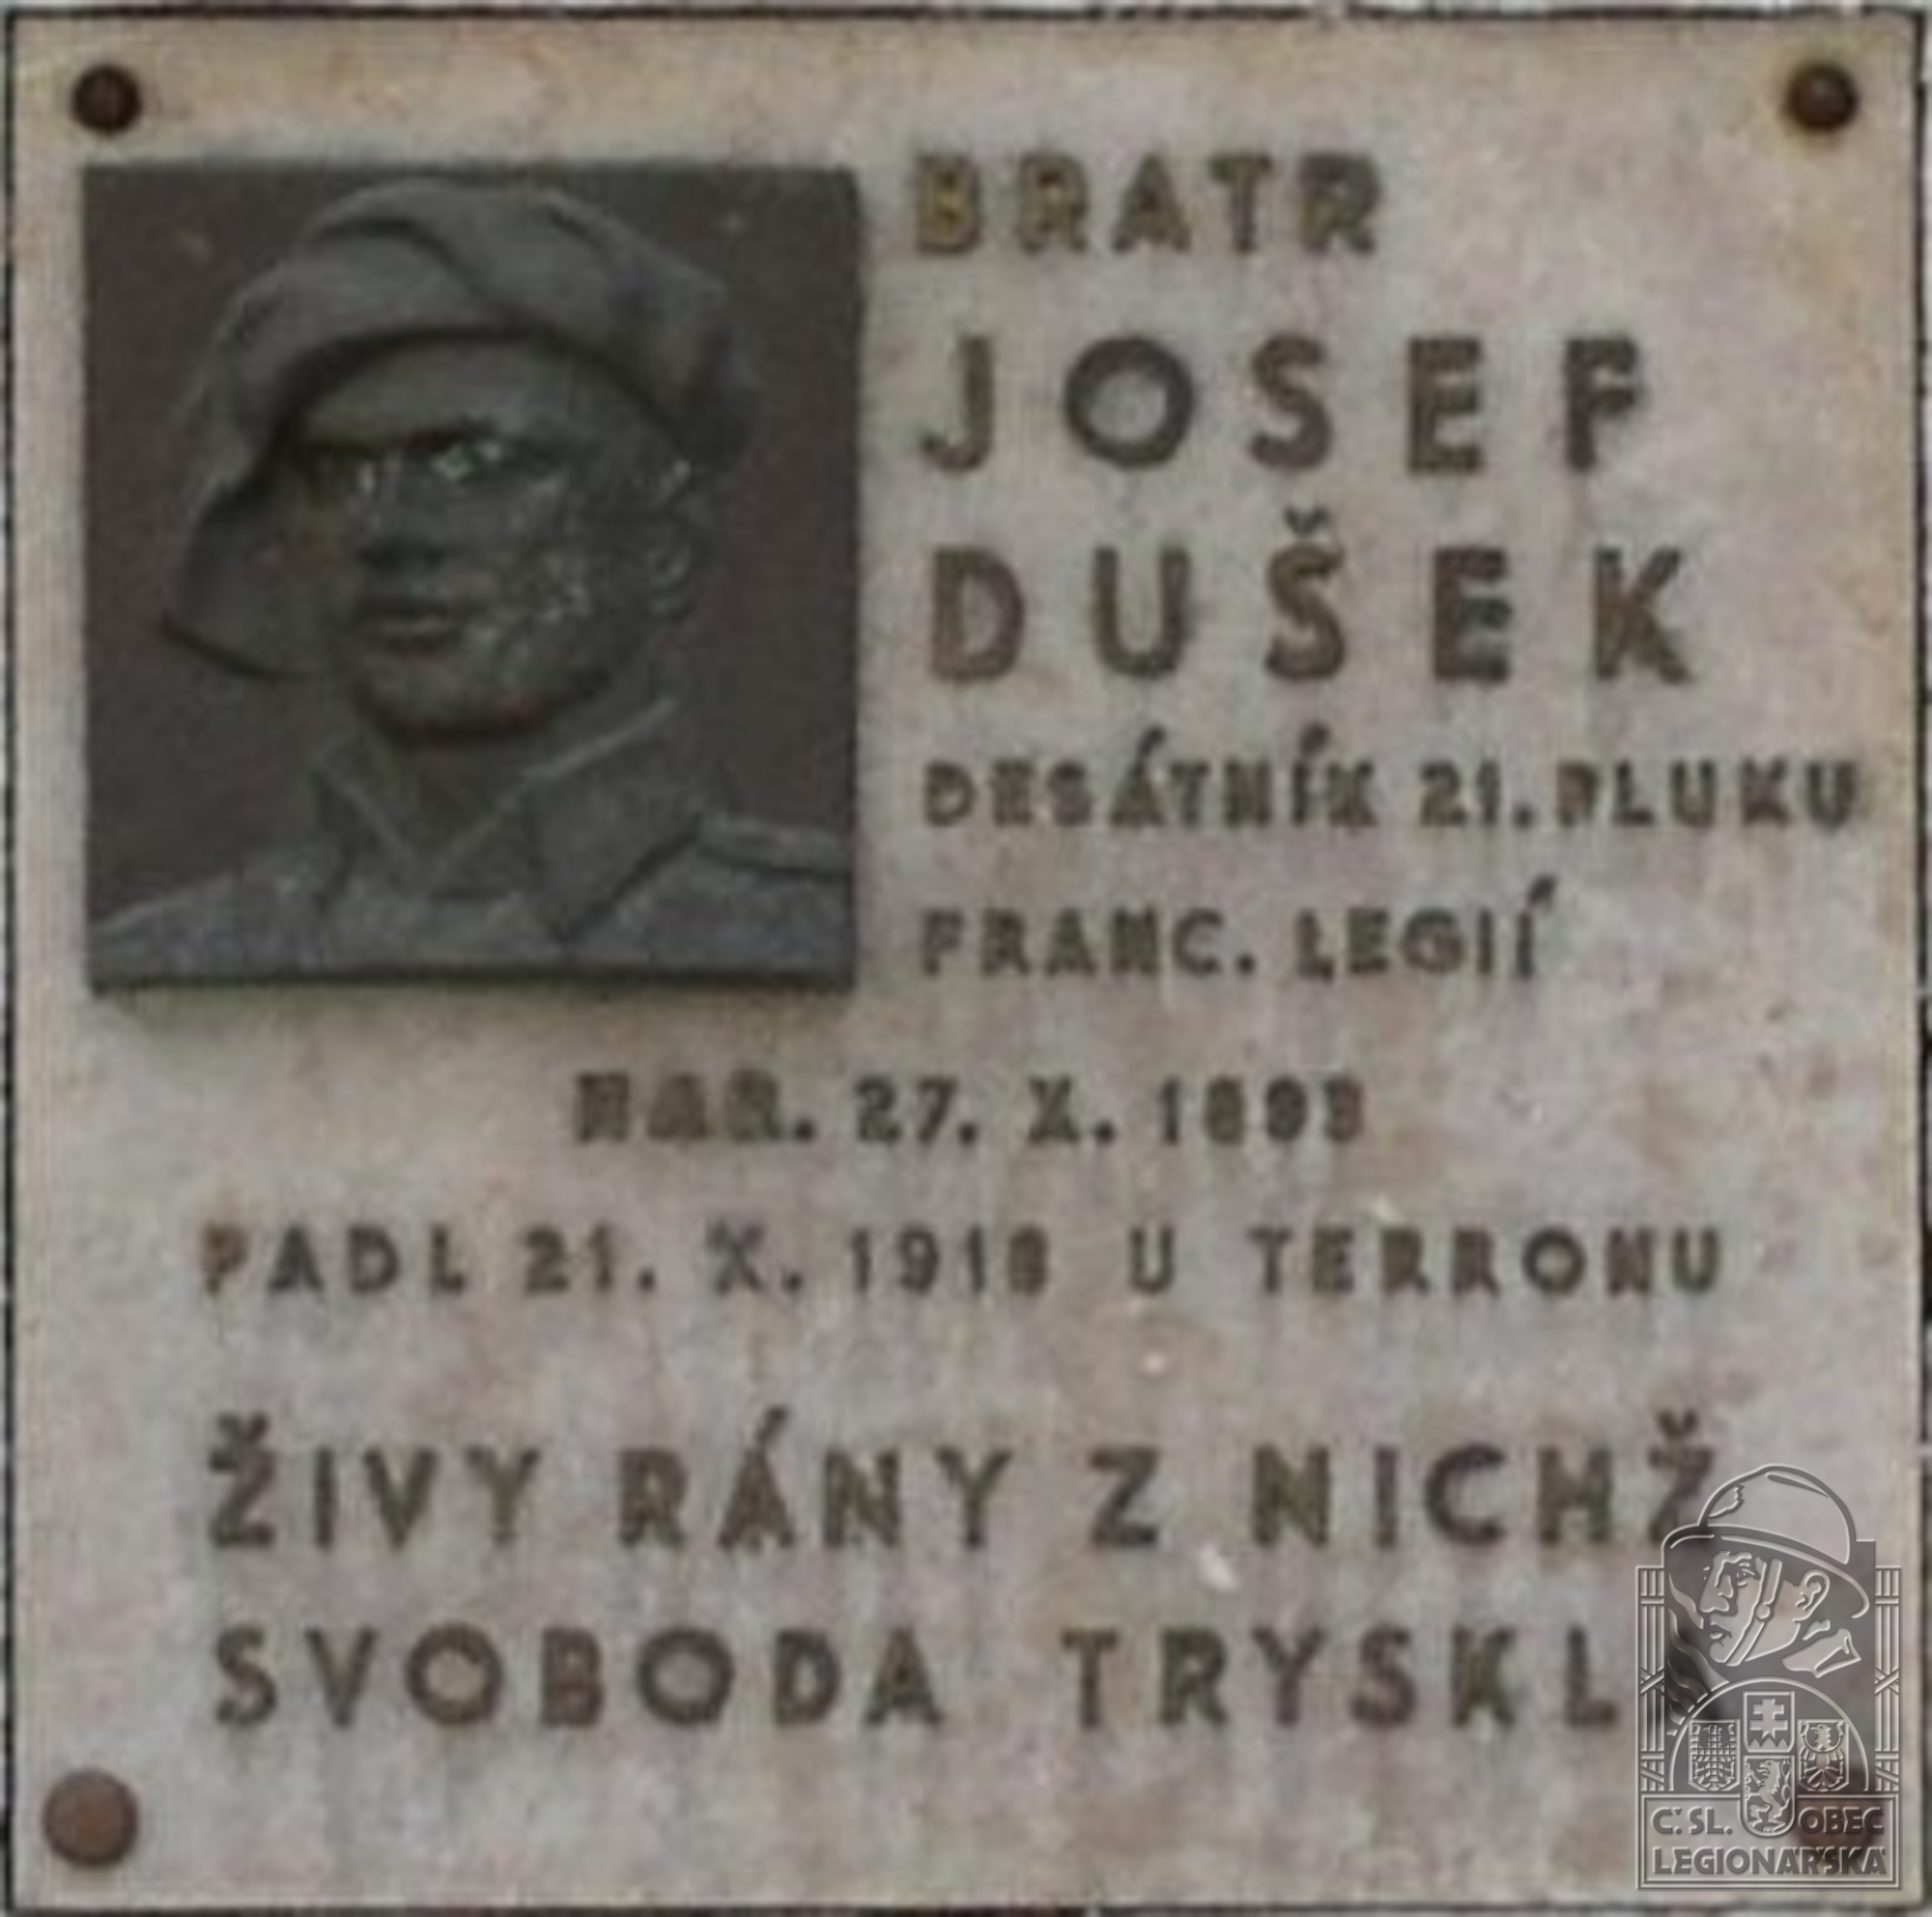 BRATR
JOSEF
DUŠEK
DESÁTNÍK 21. PLUKU
FRANC. LEGIÍ
NAR. 27. X. 1893
PADL 21. X. 1918 U TERRONU
ŽIVY RÁNY Z NICHŽ
SVOBODA TRYSKL
Č. SL. OBEC
LEGIONÁŘSKÁ